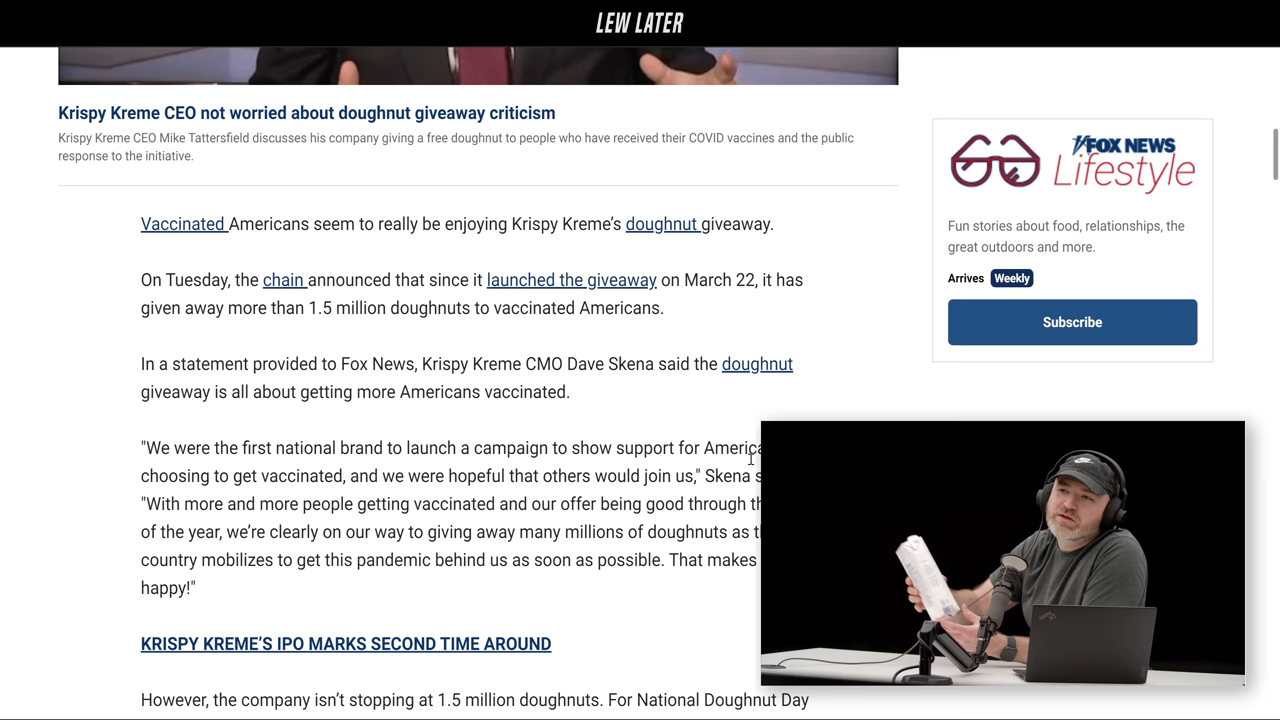 LEW LATER
Krispy Kreme CEO not worried about doughnut giveaway criticism
Krispy Kreme CEO Mike Tattersfield discusses his company giving a free doughnut to people who have received their COVID vaccines and the public
response to the initiative.
Vaccinated Americans seem to really be enjoying Krispy Kreme’s doughnut giveaway.
On Tuesday, the chain announced that since it launched the giveaway on March 22, it has
given away more than 1.5 million doughnuts to vaccinated Americans.
In a statement provided to Fox News, Krispy Kreme CMO Dave Skena said the doughnut
giveaway is all about getting more Americans vaccinated.
"We were the first national brand to launch a campaign to show support for
choosing to get vaccinated, and we were hopeful that others would join us," Skena
"With more and more people getting vaccinated and our offer being good through
of the year, we’re clearly on our way to giving away many millions of doughnuts as
country mobilizes to get this pandemic behind us as soon as possible. That makes
happy!"
KRISPY KREME’S IPO MARKS SECOND TIME AROUND
However, the company isn’t stopping at 1.5 million doughnuts. For National Doughnut Day
FOX NEWS
Lifestyle
Fun stories about food, relationships, the
great outdoors and more.
Arrives Weekly
Subscribe